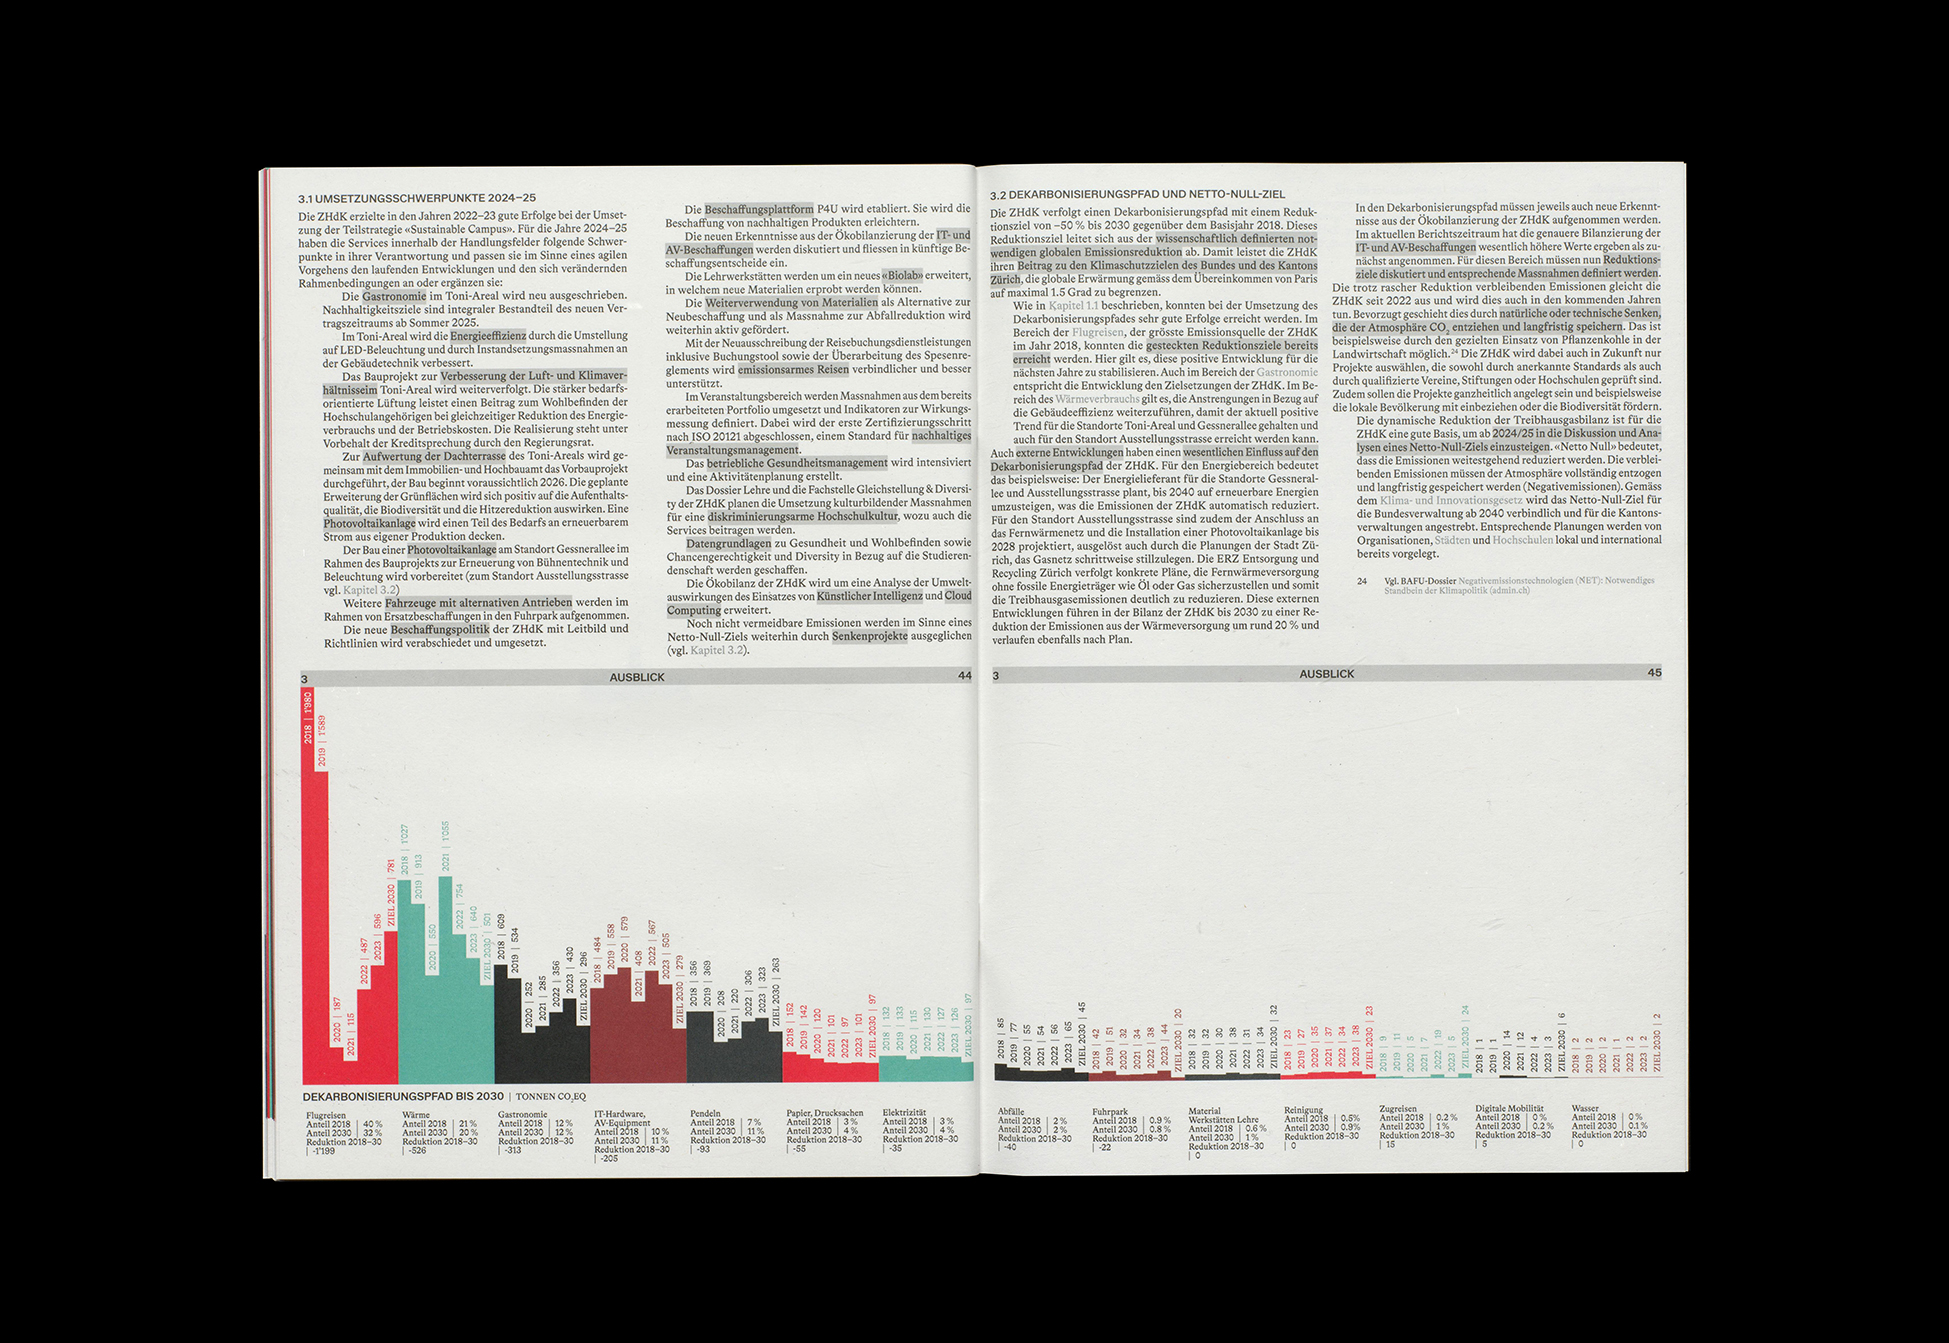 3.1 UMSETZUNGSSCHWERPUNKTE 2024–25
Die ZHdK erzielte in den Jahren 2022–23 gute Erfolge bei der Umset-
zung der Teilstrategie «Sustainable Campus». Für die Jahre 2024–25
haben die Services innerhalb der Handlungsfelder folgende Schwer-
punkte in ihrer Verantwortung und passen sie im Sinne eines agilen
Vorgehens den laufenden Entwicklungen und den sich verändernden
Rahmenbedingungen an oder ergänzen sie:
Die Gastronomie im Toni-Areal wird neu ausgeschrieben.
Nachhaltigkeitsziele sind integraler Bestandteil des neuen Ver-
tragszeitraums ab Sommer 2025.
Im Toni-Areal wird die Energieeffizienz durch die Umstellung
auf LED-Beleuchtung und durch Instandsetzungsmassnahmen an
der Gebäudetechnik verbessert.
Das Bauprojekt zur Verbesserung der Luft- und Klimaver-
hältnisseim Toni-Areal wird weiterverfolgt. Die stärker bedarfs-
orientierte Lüftung leistet einen Beitrag zum Wohlbefinden der
Hochschulangehörigen bei gleichzeitiger Reduktion des Energie-
verbrauchs und der Betriebskosten. Die Realisierung steht unter
Vorbehalt der Kreditsprechung durch den Regierungsrat.
Zur Aufwertung der Dachterrasse des Toni-Areals wird ge-
meinsam mit dem Immobilien- und Hochbauamt das Vorbauprojekt
durchgeführt, der Bau beginnt voraussichtlich 2026. Die geplante
Erweiterung der Grünflächen wird sich positiv auf die Aufenthalts-
qualität, die Biodiversität und die Hitzereduktion auswirken. Eine
Photovoltaikanlage wird einen Teil des Bedarfs an erneuerbarem
Strom aus eigener Produktion decken.
Der Bau einer Photovoltaikanlage am Standort Gessnerallee im
Rahmen des Bauprojekts zur Erneuerung von Bühnentechnik und
Beleuchtung wird vorbereitet (zum Standort Ausstellungsstrasse
vgl. Kapitel 3.2)
Weitere Fahrzeuge mit alternativen Antrieben werden im
Rahmen von Ersatzbeschaffungen in den Fuhrpark aufgenommen.
Die neue Beschaffungspolitik der ZHdK mit Leitbild und
Richtlinien wird verabschiedet und umgesetzt.
Die Beschaffungsplattform P4U wird etabliert. Sie wird die
Beschaffung von nachhaltigen Produkten erleichtern.
Die neuen Erkenntnisse aus der Ökobilanzierung der IT- und
AV-Beschaffungen werden diskutiert und fliessen in künftige Be-
schaffungsentscheide ein.
Die Lehrwerkstätten werden um ein neues «Biolab» erweitert,
in welchem neue Materialien erprobt werden können.
Die Weiterverwendung von Materialien als Alternative zur
Neubeschaffung und als Massnahme zur Abfallreduktion wird
weiterhin aktiv gefördert.
Mit der Neuausschreibung der Reisebuchungsdienstleistungen
inklusive Buchungstool sowie der Überarbeitung des Spesenre-
glements wird emissionsarmes Reisen verbindlicher und besser
unterstützt.
Im Veranstaltungsbereich werden Massnahmen aus dem bereits
erarbeiteten Portfolio umgesetzt und Indikatoren zur Wirkungs-
messung definiert. Dabei wird der erste Zertifizierungsschritt
nach ISO 20121 abgeschlossen, einem Standard für nachhaltiges
Veranstaltungsmanagement.
Das betriebliche Gesundheitsmanagement wird intensiviert
und eine Aktivitätenplanung erstellt.
Das Dossier Lehre und die Fachstelle Gleichstellung & Diversi-
ty der ZHdK planen die Umsetzung kulturbildender Massnahmen
für eine diskriminierungsarme Hochschulkultur, wozu auch die
Services beitragen werden.
Datengrundlagen zu Gesundheit und Wohlbefinden sowie
Chancengerechtigkeit und Diversity in Bezug auf die Studieren-
denschaft werden geschaffen.
Die Ökobilanz der ZHdK wird um eine Analyse der Umwelt-
auswirkungen des Einsatzes von Künstlicher Intelligenz und Cloud
Computing erweitert.
Noch nicht vermeidbare Emissionen werden im Sinne eines
Netto-Null-Ziels weiterhin durch Senkenprojekte ausgeglichen
(vgl. Kapitel 3.2).
3 AUSBLICK 44
2018 | 1'980
2019 | 1'589
2020 | 187
2021 | 115
2022 | 487
2023 | 596
ZIEL 2030 | 781
2018 | 1'027
2019 | 913
2020 | 550
2021 | 1'055
2022 | 754
2023 | 640
ZIEL 2030 | 501
2018 | 609
2019 | 534
2020 | 252
2021 | 285
2022 | 356
2023 | 430
ZIEL 2030 | 296
2018 | 484
2019 | 558
2020 | 579
2021 | 408
2022 | 567
2023 | 505
ZIEL 2030 | 279
2018 | 356
2019 | 369
2020 | 208
2021 | 220
2022 | 306
2023 | 323
ZIEL 2030 | 263
2018 | 152
2019 | 142
2020 | 120
2021 | 101
2022 | 97
2023 | 101
ZIEL 2030 | 97
2018 | 132
2019 | 133
2020 | 115
2021 | 130
2022 | 127
2023 | 126
ZIEL 2030 | 97
DEKARBONISIERUNGSPFAD BIS 2030 | TONNEN CO₂EQ
Flugreisen
Anteil 2018 | 40 %
Anteil 2030 | 32 %
Reduktion 2018–30
| -1'199
Wärme
Anteil 2018 | 21 %
Anteil 2030 | 20 %
Reduktion 2018–30
| -526
Gastronomie
Anteil 2018 | 12 %
Anteil 2030 | 12 %
Reduktion 2018–30
| -313
IT-Hardware,
AV-Equipment
Anteil 2018 | 10 %
Anteil 2030 | 11 %
Reduktion 2018–30
| -205
Pendeln
Anteil 2018 | 7 %
Anteil 2030 | 11 %
Reduktion 2018–30
| -93
Papier, Drucksachen
Anteil 2018 | 3 %
Anteil 2030 | 4 %
Reduktion 2018–30
| -55
Elektrizität
Anteil 2018 | 3 %
Anteil 2030 | 4 %
Reduktion 2018–30
| -35
3.2 DEKARBONISIERUNGSPFAD UND NETTO-NULL-ZIEL
Die ZHdK verfolgt einen Dekarbonisierungspfad mit einem Reduk-
tionsziel von –50 % bis 2030 gegenüber dem Basisjahr 2018. Dieses
Reduktionsziel leitet sich aus der wissenschaftlich definierten not-
wendigen globalen Emissionsreduktion ab. Damit leistet die ZHdK
ihren Beitrag zu den Klimaschutzzielen des Bundes und des Kantons
Zürich, die globale Erwärmung gemäss dem Übereinkommen von Paris
auf maximal 1.5 Grad zu begrenzen.
Wie in Kapitel 1.1 beschrieben, konnten bei der Umsetzung des
Dekarbonisierungspfades sehr gute Erfolge erreicht werden. Im
Bereich der Flugreisen, der grösste Emissionsquelle der ZHdK
im Jahr 2018, konnten die gesteckten Reduktionsziele bereits
erreicht werden. Hier gilt es, diese positive Entwicklung für die
nächsten Jahre zu stabilisieren. Auch im Bereich der Gastronomie
entspricht die Entwicklung den Zielsetzungen der ZHdK. Im Be-
reich des Wärmeverbrauchs gilt es, die Anstrengungen in Bezug auf
die Gebäudeeffizienz weiterzuführen, damit der aktuell positive
Trend für die Standorte Toni-Areal und Gessnerallee gehalten und
auch für den Standort Ausstellungsstrasse erreicht werden kann.
Auch externe Entwicklungen haben einen wesentlichen Einfluss auf den
Dekarbonisierungspfad der ZHdK. Für den Energiebereich bedeutet
das beispielsweise: Der Energielieferant für die Standorte Gessneral-
lee und Ausstellungsstrasse plant, bis 2040 auf erneuerbare Energien
umzusteigen, was die Emissionen der ZHdK automatisch reduziert.
Für den Standort Ausstellungsstrasse sind zudem der Anschluss an
das Fernwärmenetz und die Installation einer Photovoltaikanlage bis
2028 projektiert, ausgelöst auch durch die Planungen der Stadt Zü-
rich, das Gasnetz schrittweise stillzulegen. Die ERZ Entsorgung und
Recycling Zürich verfolgt konkrete Pläne, die Fernwärmeversorgung
ohne fossile Energieträger wie Öl oder Gas sicherzustellen und somit
die Treibhausgasemissionen deutlich zu reduzieren. Diese externen
Entwicklungen führen in der Bilanz der ZHdK bis 2030 zu einer Re-
duktion der Emissionen aus der Wärmeversorgung um rund 20 % und
verlaufen ebenfalls nach Plan.
In den Dekarbonisierungspfad müssen jeweils auch neue Erkennt-
nisse aus der Ökobilanzierung der ZHdK aufgenommen werden.
Im aktuellen Berichtszeitraum hat die genauere Bilanzierung der
IT- und AV-Beschaffungen wesentlich höhere Werte ergeben als zu-
nächst angenommen. Für diesen Bereich müssen nun Reduktions-
ziele diskutiert und entsprechende Massnahmen definiert werden.
Die trotz rascher Reduktion verbleibenden Emissionen gleicht die
ZHdK seit 2022 aus und wird dies auch in den kommenden Jahren
tun. Bevorzugt geschieht dies durch natürliche oder technische Senken,
die der Atmosphäre CO₂ entziehen und langfristig speichern. Das ist
beispielsweise durch den gezielten Einsatz von Pflanzenkohle in der
Landwirtschaft möglich.²⁴ Die ZHdK wird dabei auch in Zukunft nur
Projekte auswählen, die sowohl durch anerkannte Standards als auch
durch qualifizierte Vereine, Stiftungen oder Hochschulen geprüft sind.
Zudem sollen die Projekte ganzheitlich angelegt sein und beispielsweise
die lokale Bevölkerung mit einbeziehen oder die Biodiversität fördern.
Die dynamische Reduktion der Treibhausgasbilanz ist für die
ZHdK eine gute Basis, um ab 2024/25 in die Diskussion und Ana-
lysen eines Netto-Null-Ziels einzusteigen. «Netto Null» bedeutet,
dass die Emissionen weitestgehend reduziert werden. Die verblei-
benden Emissionen müssen der Atmosphäre vollständig entzogen
und langfristig gespeichert werden (Negativemissionen). Gemäss
dem Klima- und Innovationsgesetz wird das Netto-Null-Ziel für
die Bundesverwaltung ab 2040 verbindlich und für die Kantons-
verwaltungen angestrebt. Entsprechende Planungen werden von
Organisationen, Städten und Hochschulen lokal und international
bereits vorgelegt.
24 Vgl. BAFU-Dossier Negativemissionstechnologien (NET): Notwendiges
Standbein der Klimapolitik (admin.ch)
3 AUSBLICK 45
2018 | 85
2019 | 77
2020 | 55
2021 | 54
2022 | 56
2023 | 65
ZIEL 2030 | 45
2018 | 42
2019 | 51
2020 | 32
2021 | 34
2022 | 38
2023 | 44
ZIEL 2030 | 20
2018 | 32
2019 | 32
2020 | 30
2021 | 38
2022 | 31
2023 | 34
ZIEL 2030 | 32
2018 | 23
2019 | 27
2020 | 35
2021 | 37
2022 | 34
2023 | 38
ZIEL 2030 | 23
2018 | 9
2019 | 11
2020 | 5
2021 | 7
2022 | 19
2023 | 5
ZIEL 2030 | 24
2018 | 1
2019 | 1
2020 | 14
2021 | 12
2022 | 4
2023 | 3
ZIEL 2030 | 6
2018 | 2
2019 | 2
2020 | 2
2021 | 1
2022 | 2
2023 | 2
ZIEL 2030 | 2
Abfälle
Anteil 2018 | 2 %
Anteil 2030 | 2 %
Reduktion 2018–30
| -40
Fuhrpark
Anteil 2018 | 0.9 %
Anteil 2030 | 0.8 %
Reduktion 2018–30
| -22
Material
Werkstätten Lehre
Anteil 2018 | 0.6 %
Anteil 2030 | 1 %
Reduktion 2018–30
| 0
Reinigung
Anteil 2018 | 0.5%
Anteil 2030 | 0.9%
Reduktion 2018–30
| 0
Zugreisen
Anteil 2018 | 0.2 %
Anteil 2030 | 1 %
Reduktion 2018–30
| 15
Digitale Mobilität
Anteil 2018 | 0 %
Anteil 2030 | 0.2 %
Reduktion 2018–30
| 5
Wasser
Anteil 2018 | 0 %
Anteil 2030 | 0.1 %
Reduktion 2018–30
| 0